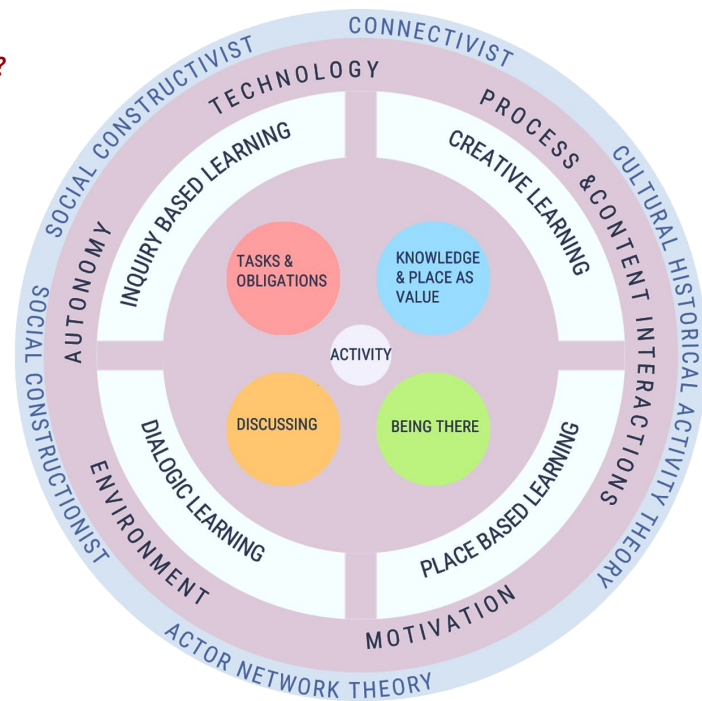 ?
CONNECTIVIST
SOCIAL CONSTRUCTIVIST
CULTURAL HISTORICAL ACTIVITY THEORY
SOCIAL CONSTRUCTIONIST
ACTOR NETWORK THEORY
TECHNOLOGY
PROCESS &CONTENT INTERACTIONS
AUTONOMY
ENVIRONMENT
MOTIVATION
INQUIRY BASED LEARNING
CREATIVE LEARNING
DIALOGIC LEARNING
PLACE BASED LEARNING
TASKS &
OBLIGATIONS
KNOWLEDGE
& PLACE AS
VALUE
ACTIVITY
DISCUSSING
BEING THERE